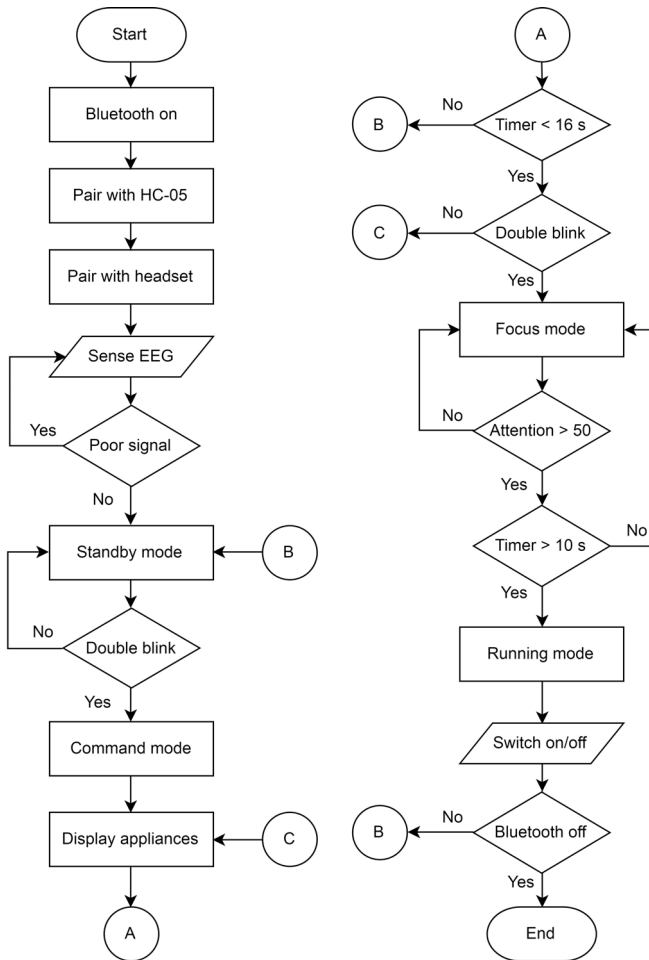 Start
Bluetooth on
Pair with HC-05
Pair with headset
Sense EEG
Yes
Poor signal
No
Standby mode
B
No
Double blink
Yes
Command mode
Display appliances
C
A
A
No
B
Timer < 16 s
Yes
No
C
Double blink
Yes
Focus mode
No
Attention > 50
Yes
No
Timer > 10 s
Yes
Running mode
Switch on/off
No
B
Bluetooth off
Yes
End